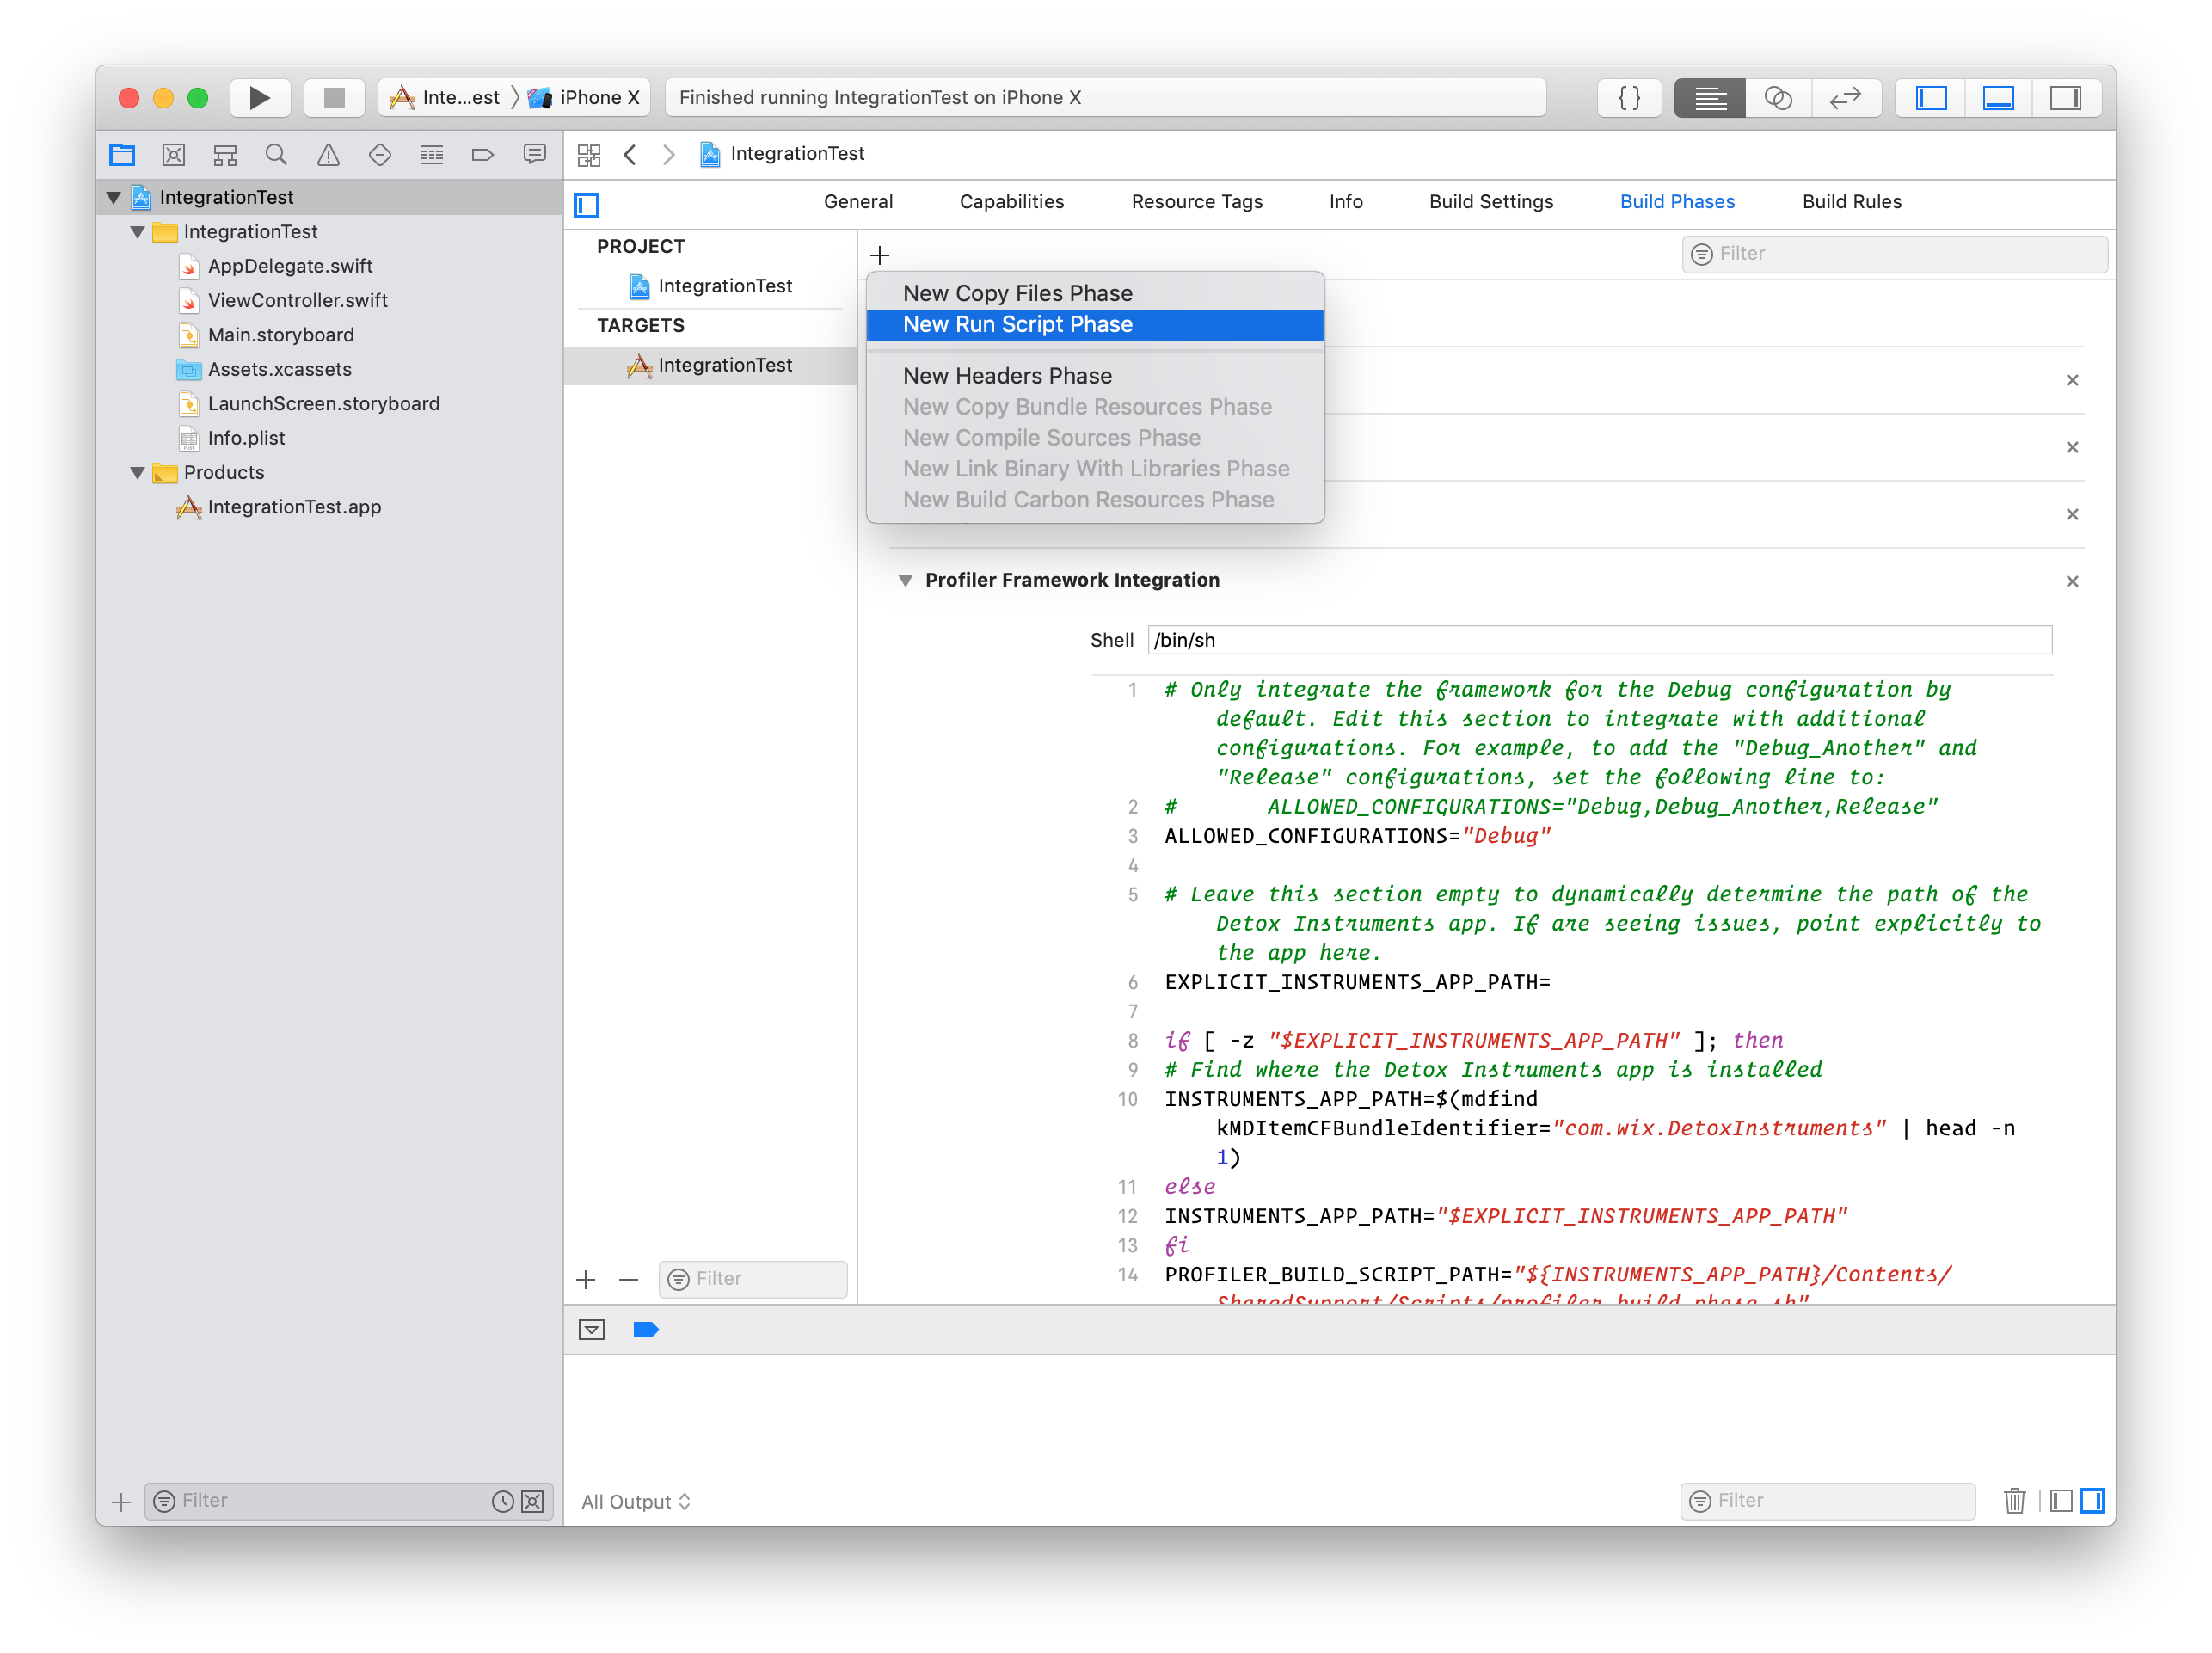 Inte...est
iPhone X
Finished running IntegrationTest on iPhone X
{ }
IntegrationTest
IntegrationTest
AppDelegate.swift
ViewController.swift
Main.storyboard
Assets.xcassets
LaunchScreen.storyboard
Info.plist
Products
IntegrationTest.app
Filter
IntegrationTest
General
Capabilities
Resource Tags
Info
Build Settings
Build Phases
Build Rules
PROJECT
IntegrationTest
TARGETS
IntegrationTest
Filter
Filter
New Copy Files Phase
New Run Script Phase
New Headers Phase
New Copy Bundle Resources Phase
New Compile Sources Phase
New Link Binary With Libraries Phase
New Build Carbon Resources Phase
Profiler Framework Integration
Shell
/bin/sh
1 # Only integrate the framework for the Debug configuration by
default. Edit this section to integrate with additional
configurations. For example, to add the "Debug_Another" and
"Release" configurations, set the following line to:
2 # ALLOWED_CONFIGURATIONS="Debug,Debug_Another,Release"
3 ALLOWED_CONFIGURATIONS="Debug"
4
5 # Leave this section empty to dynamically determine the path of the
Detox Instruments app. If are seeing issues, point explicitly to
the app here.
6 EXPLICIT_INSTRUMENTS_APP_PATH=
7
8 if [ -z "$EXPLICIT_INSTRUMENTS_APP_PATH" ]; then
9 # Find where the Detox Instruments app is installed
10 INSTRUMENTS_APP_PATH=$(mdfind
kMDItemCFBundleIdentifier="com.wix.DetoxInstruments" | head -n
1)
11 else
12 INSTRUMENTS_APP_PATH="$EXPLICIT_INSTRUMENTS_APP_PATH"
13 fi
14 PROFILER_BUILD_SCRIPT_PATH="${INSTRUMENTS_APP_PATH}/Contents/
SharedSupport/Scripts/profiler_build_phase.sh"
All Output
Filter